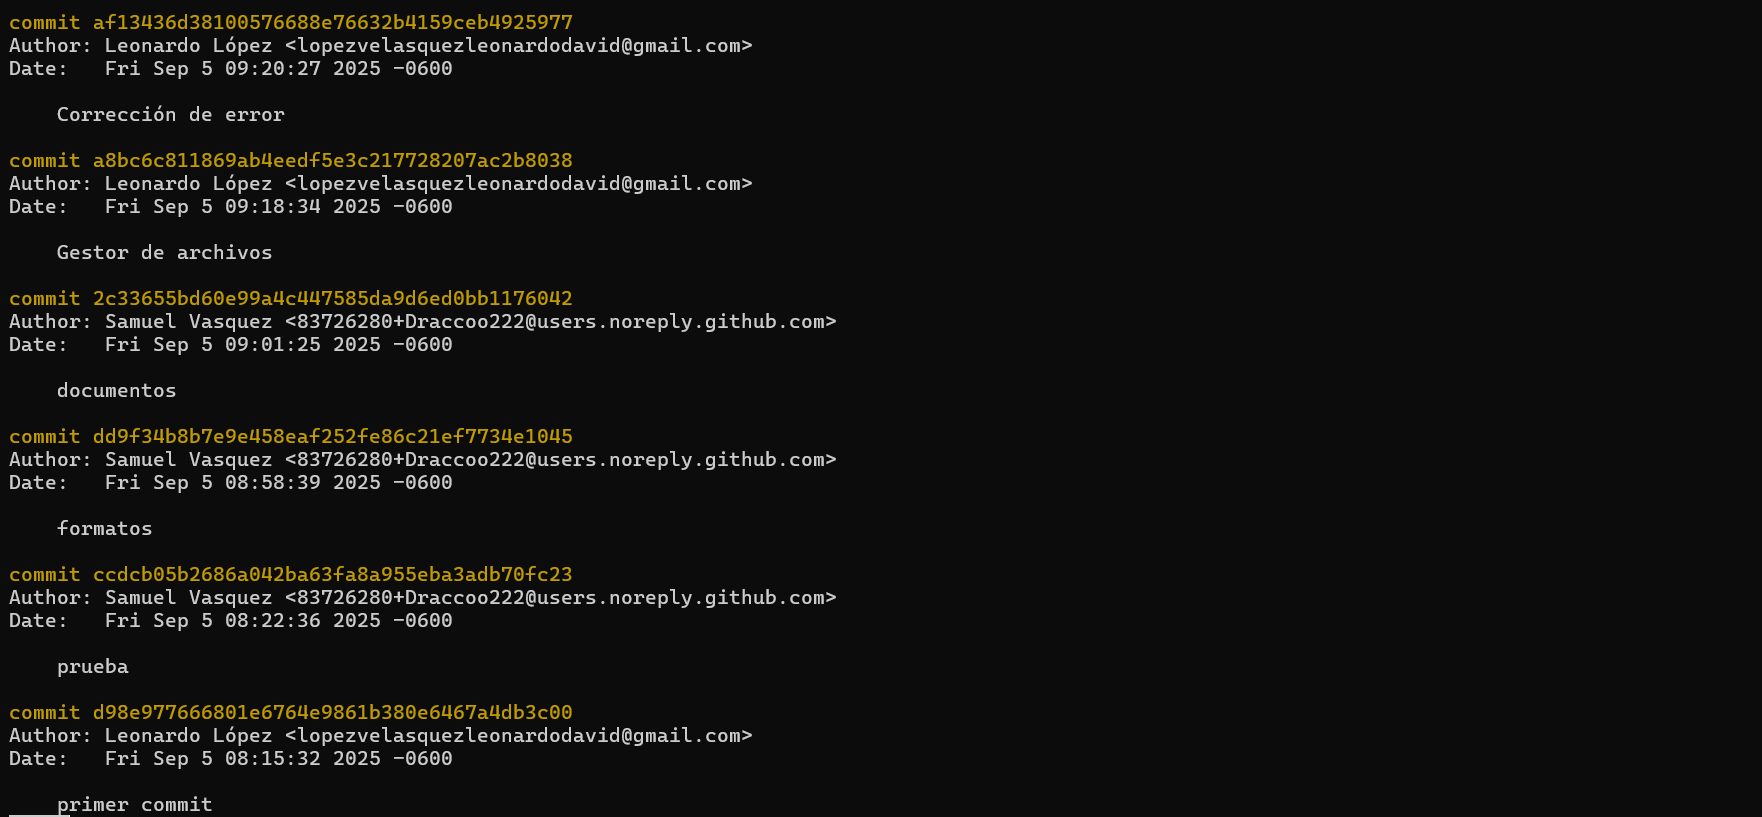 commit af13436d38100576688e76632b4159ceb4925977
Author: Leonardo López <lopezvelasquezleonardodavid@gmail.com>
Date:   Fri Sep 5 09:20:27 2025 -0600
    Corrección de error
commit a8bc6c811869ab4eedf5e3c217728207ac2b8038
Author: Leonardo López <lopezvelasquezleonardodavid@gmail.com>
Date:   Fri Sep 5 09:18:34 2025 -0600
    Gestor de archivos
commit 2c33655bd60e99a4c447585da9d6ed0bb1176042
Author: Samuel Vasquez <83726280+Draccoo222@users.noreply.github.com>
Date:   Fri Sep 5 09:01:25 2025 -0600
    documentos
commit dd9f34b8b7e9e458eaf252fe86c21ef7734e1045
Author: Samuel Vasquez <83726280+Draccoo222@users.noreply.github.com>
Date:   Fri Sep 5 08:58:39 2025 -0600
    formatos
commit ccdcb05b2686a042ba63fa8a955eba3adb70fc23
Author: Samuel Vasquez <83726280+Draccoo222@users.noreply.github.com>
Date:   Fri Sep 5 08:22:36 2025 -0600
    prueba
commit d98e977666801e6764e9861b380e6467a4db3c00
Author: Leonardo López <lopezvelasquezleonardodavid@gmail.com>
Date:   Fri Sep 5 08:15:32 2025 -0600
    primer commit